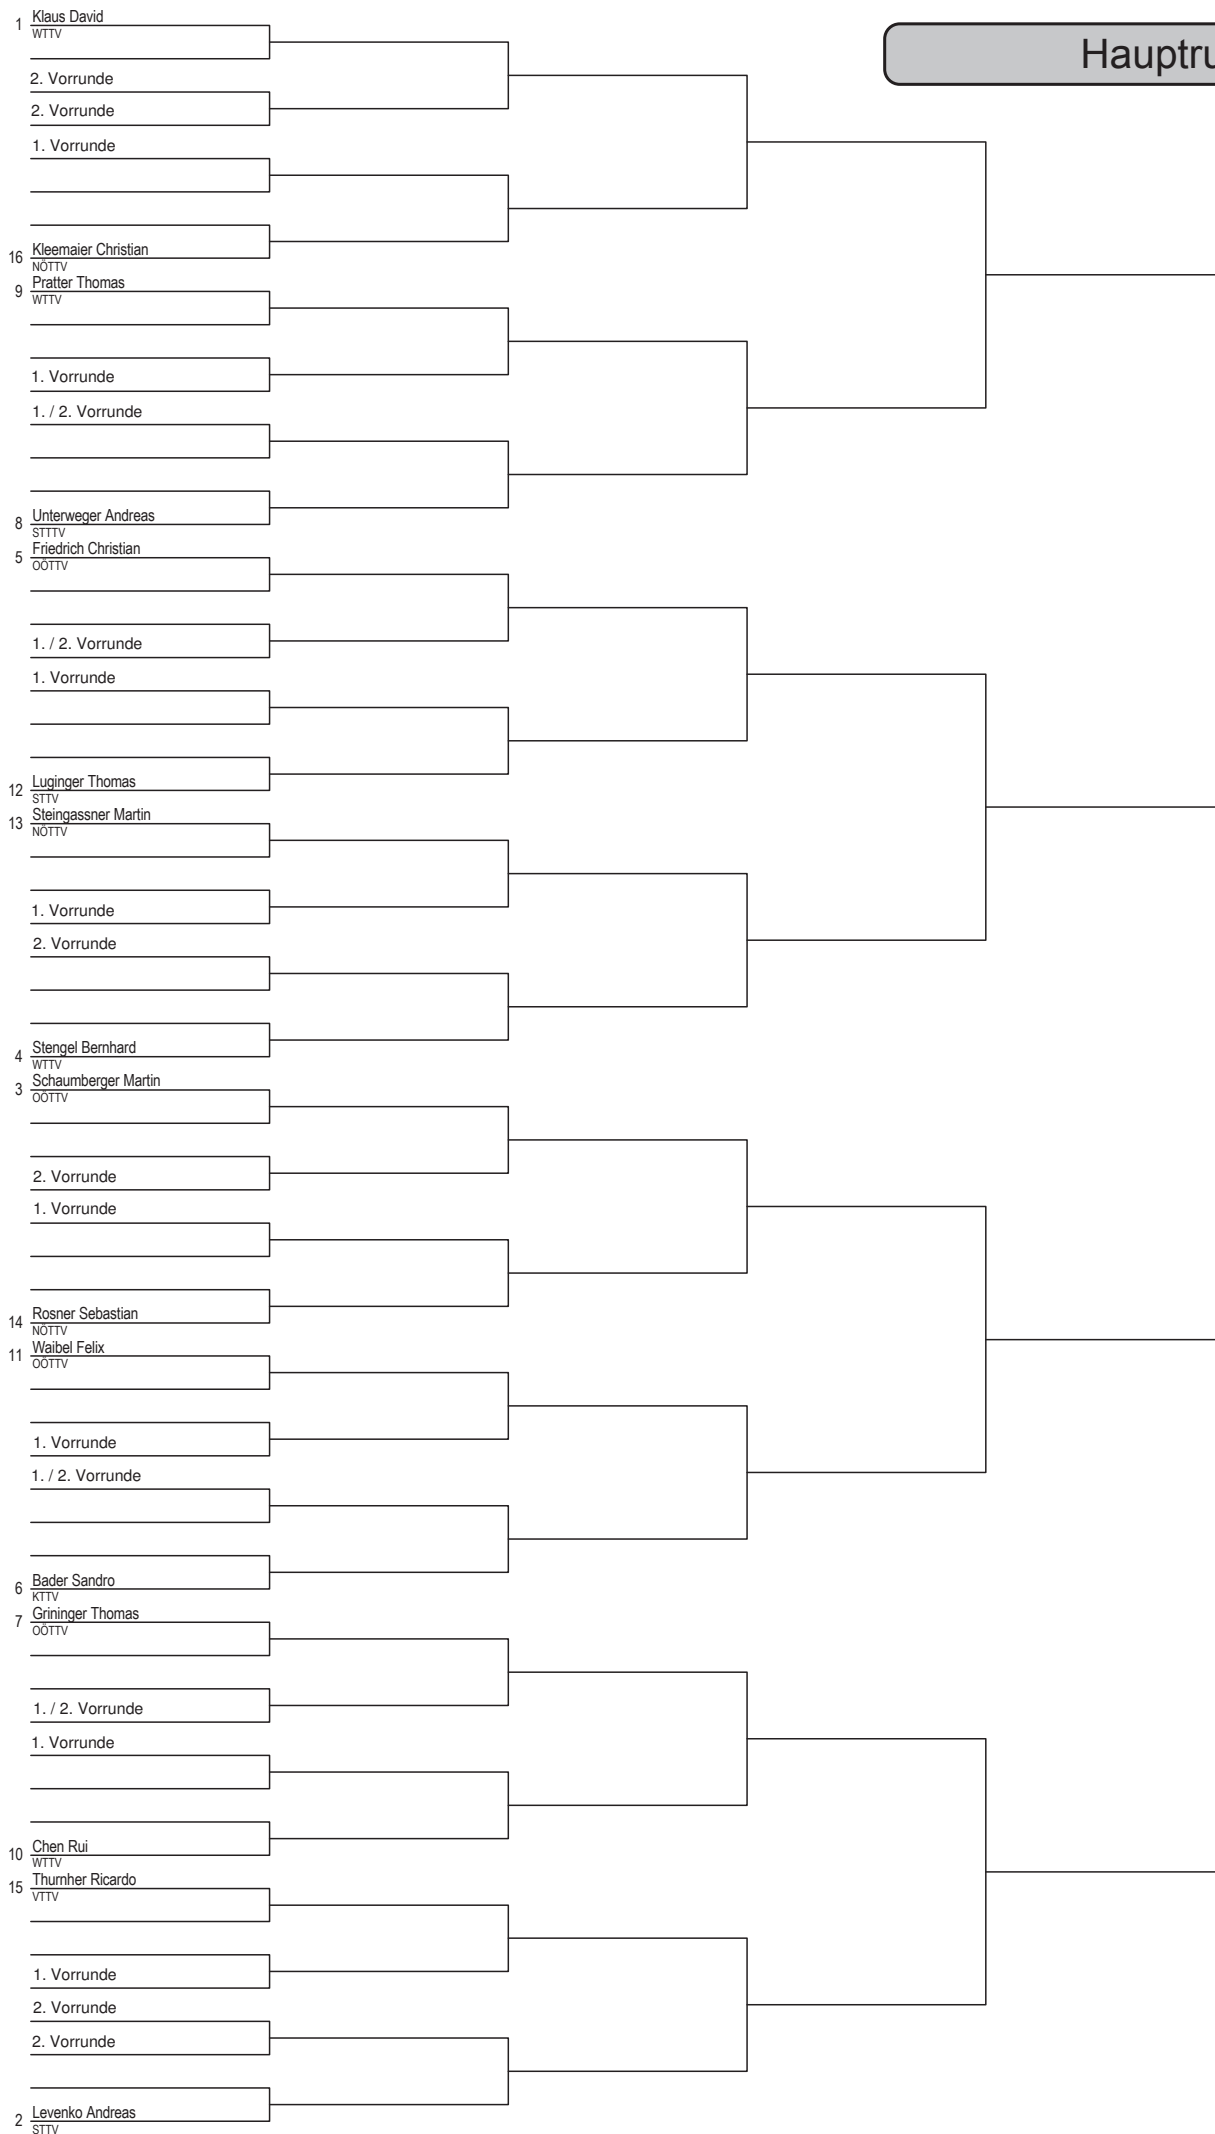 Hauptru
1 Klaus David
WTTV
2. Vorrunde
2. Vorrunde
1. Vorrunde
16 Kleemaier Christian
NÖTTV
9 Pratter Thomas
WTTV
1. Vorrunde
1. / 2. Vorrunde
8 Unterweger Andreas
STTTV
5 Friedrich Christian
OÖTTV
1. / 2. Vorrunde
1. Vorrunde
12 Luginger Thomas
STTV
13 Steingassner Martin
NÖTTV
1. Vorrunde
2. Vorrunde
4 Stengel Bernhard
WTTV
3 Schaumberger Martin
OÖTTV
2. Vorrunde
1. Vorrunde
14 Rosner Sebastian
NÖTTV
11 Waibel Felix
OÖTTV
1. Vorrunde
1. / 2. Vorrunde
6 Bader Sandro
KTTV
7 Grininger Thomas
OÖTTV
1. / 2. Vorrunde
1. Vorrunde
10 Chen Rui
WTTV
15 Thurnher Ricardo
VTTV
1. Vorrunde
2. Vorrunde
2. Vorrunde
2 Levenko Andreas
STTV